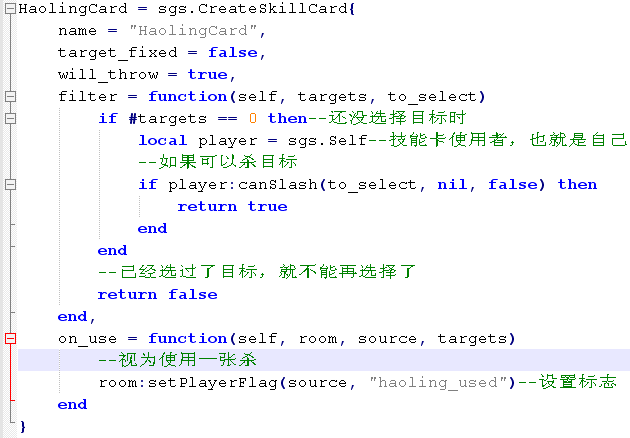 HaolingCard = sgs.CreateSkillCard{
name = "HaolingCard",
target_fixed = false,
will_throw = true,
filter = function(self, targets, to_select)
if #targets == 0 then--还没选择目标时
local player = sgs.Self--技能卡使用者，也就是自己
--如果可以杀目标
if player:canSlash(to_select, nil, false) then
return true
end
end
--已经选过了目标，就不能再选择了
return false
end,
on_use = function(self, room, source, targets)
--视为使用一张杀
room:setPlayerFlag(source, "haoling_used")--设置标志
end
}